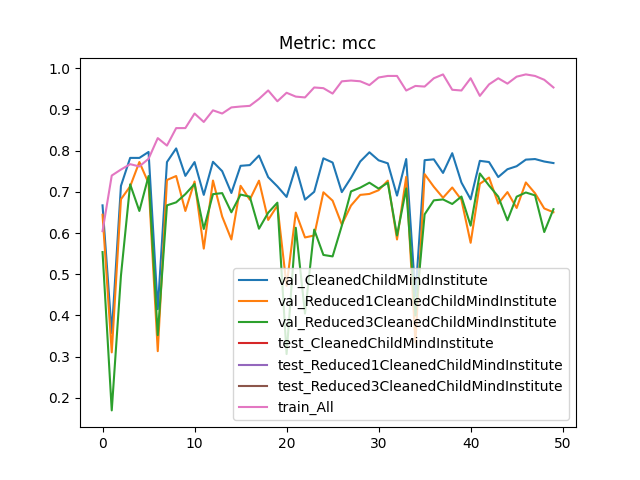 Metric: mcc
1.0
0.9
0.8
0.7
0.6
0.5
0.4
0.3
0.2
val_CleanedChildMindInstitute
val_Reduced1CleanedChildMindInstitute
val_Reduced3CleanedChildMindInstitute
test_CleanedChildMindInstitute
test_Reduced1CleanedChildMindInstitute
test_Reduced3CleanedChildMindInstitute
train_All
0 10 20 30 40 50